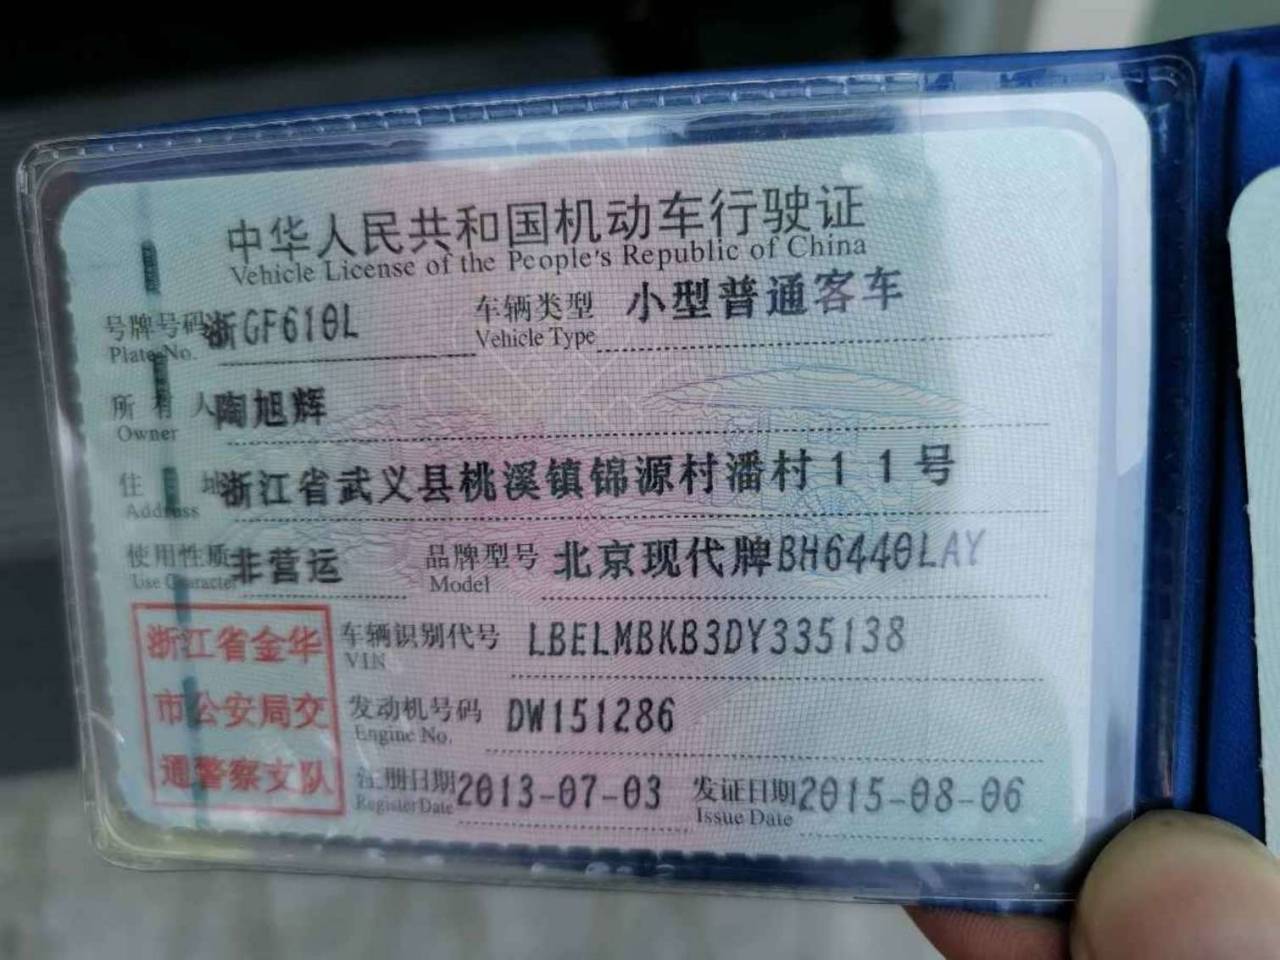 中华人民共和国机动车行驶证
Vehicle License of the People's Republic of China
号牌号码 浙GF610L 车辆类型 小型普通客车
Plate No. Vehicle Type
所有人 陶旭辉
Owner
住址 浙江省武义县桃溪镇锦源村潘村11号
Address
使用性质 非营运 品牌型号 北京现代牌BH6440LAY
Use Character Model
浙江省金华
市公安局交
通警察支队
车辆识别代号 LBELMBKB3DY335138
VIN
发动机号码 DW151286
Engine No.
注册日期 2013-07-03 发证日期 2015-08-06
Register Date Issue Date